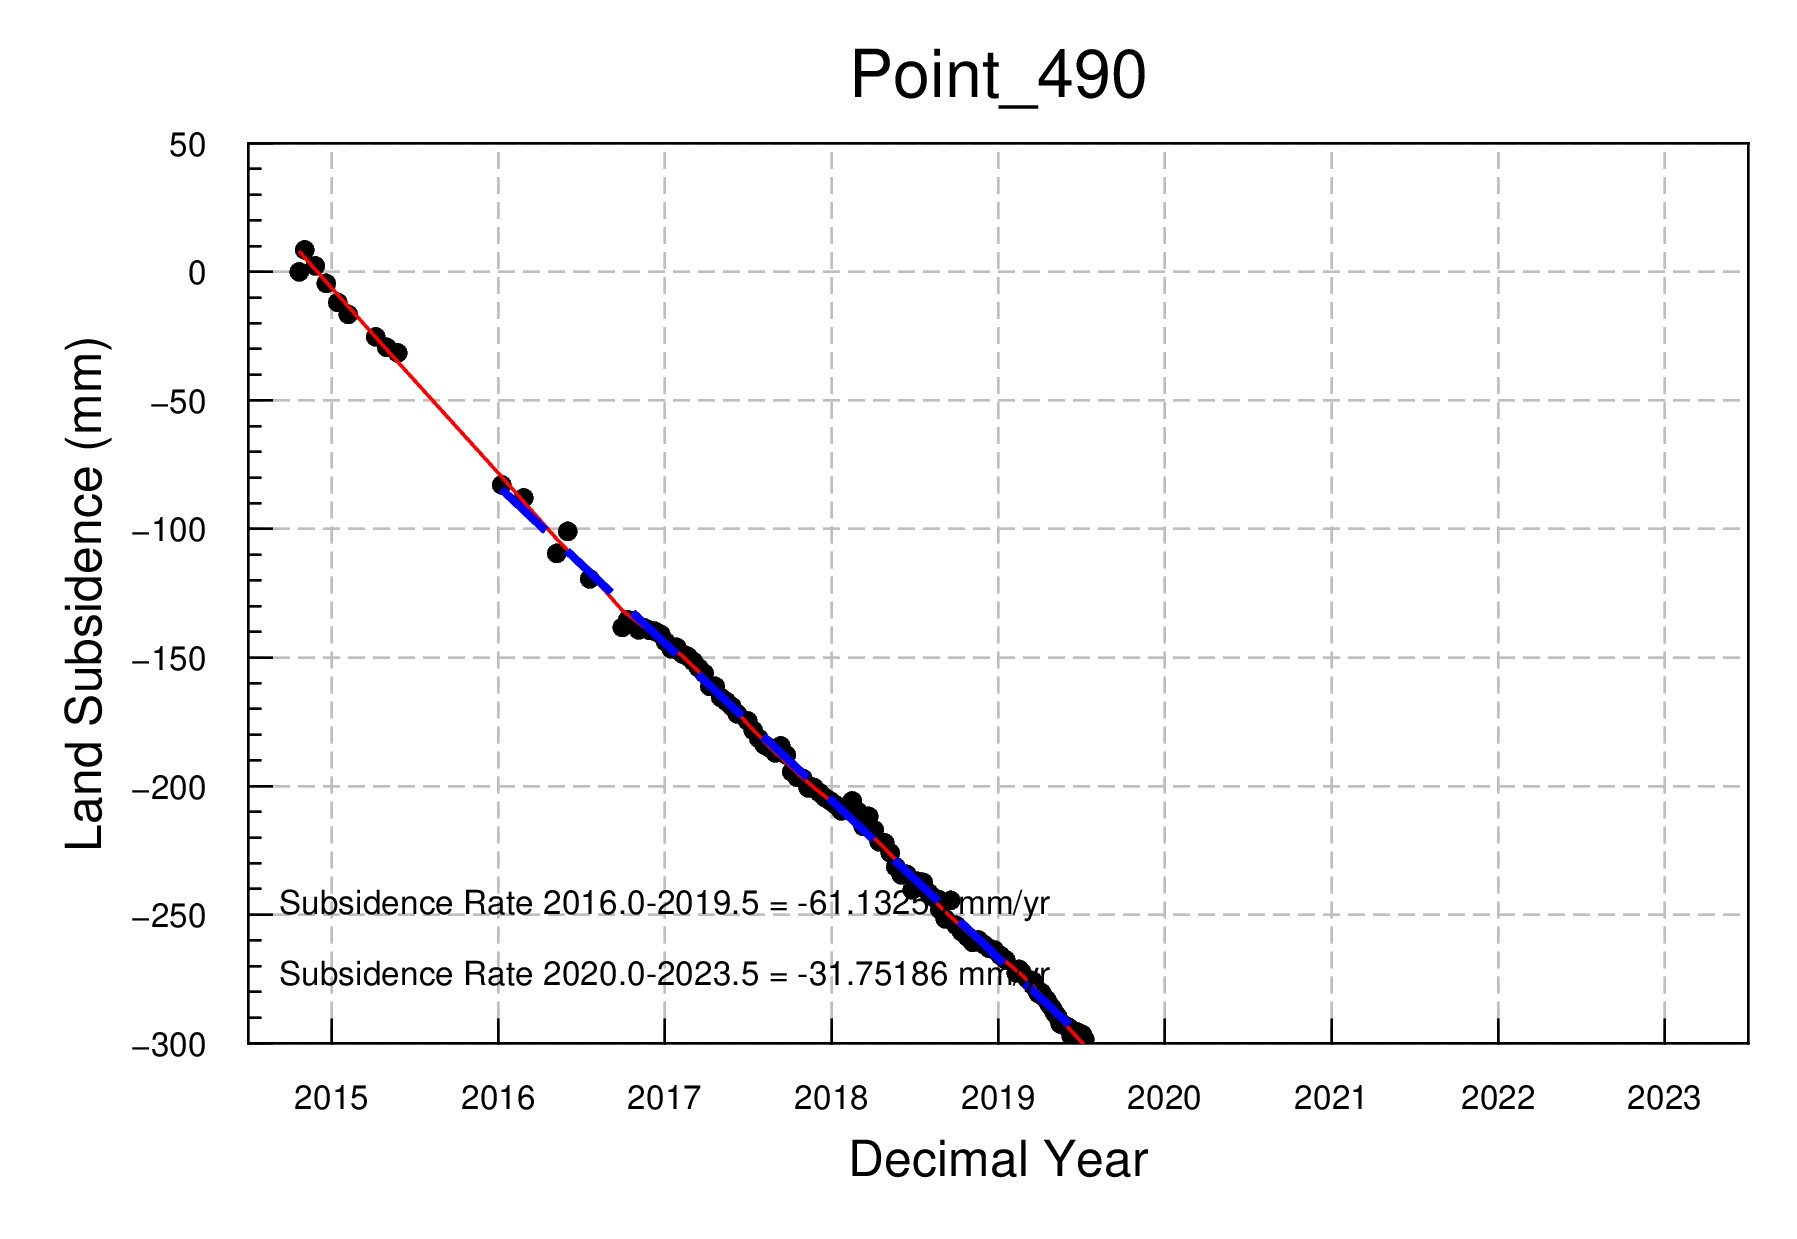 Point_490
50
0
−50
−100
−150
−200
−250
−300
Land Subsidence (mm)
Subsidence Rate 2016.0-2019.5 = mm/yr
Subsidence Rate 2020.0-2023.5 = -31.75186 mm/yr
2015 2016 2017 2018 2019 2020 2021 2022 2023
Decimal Year